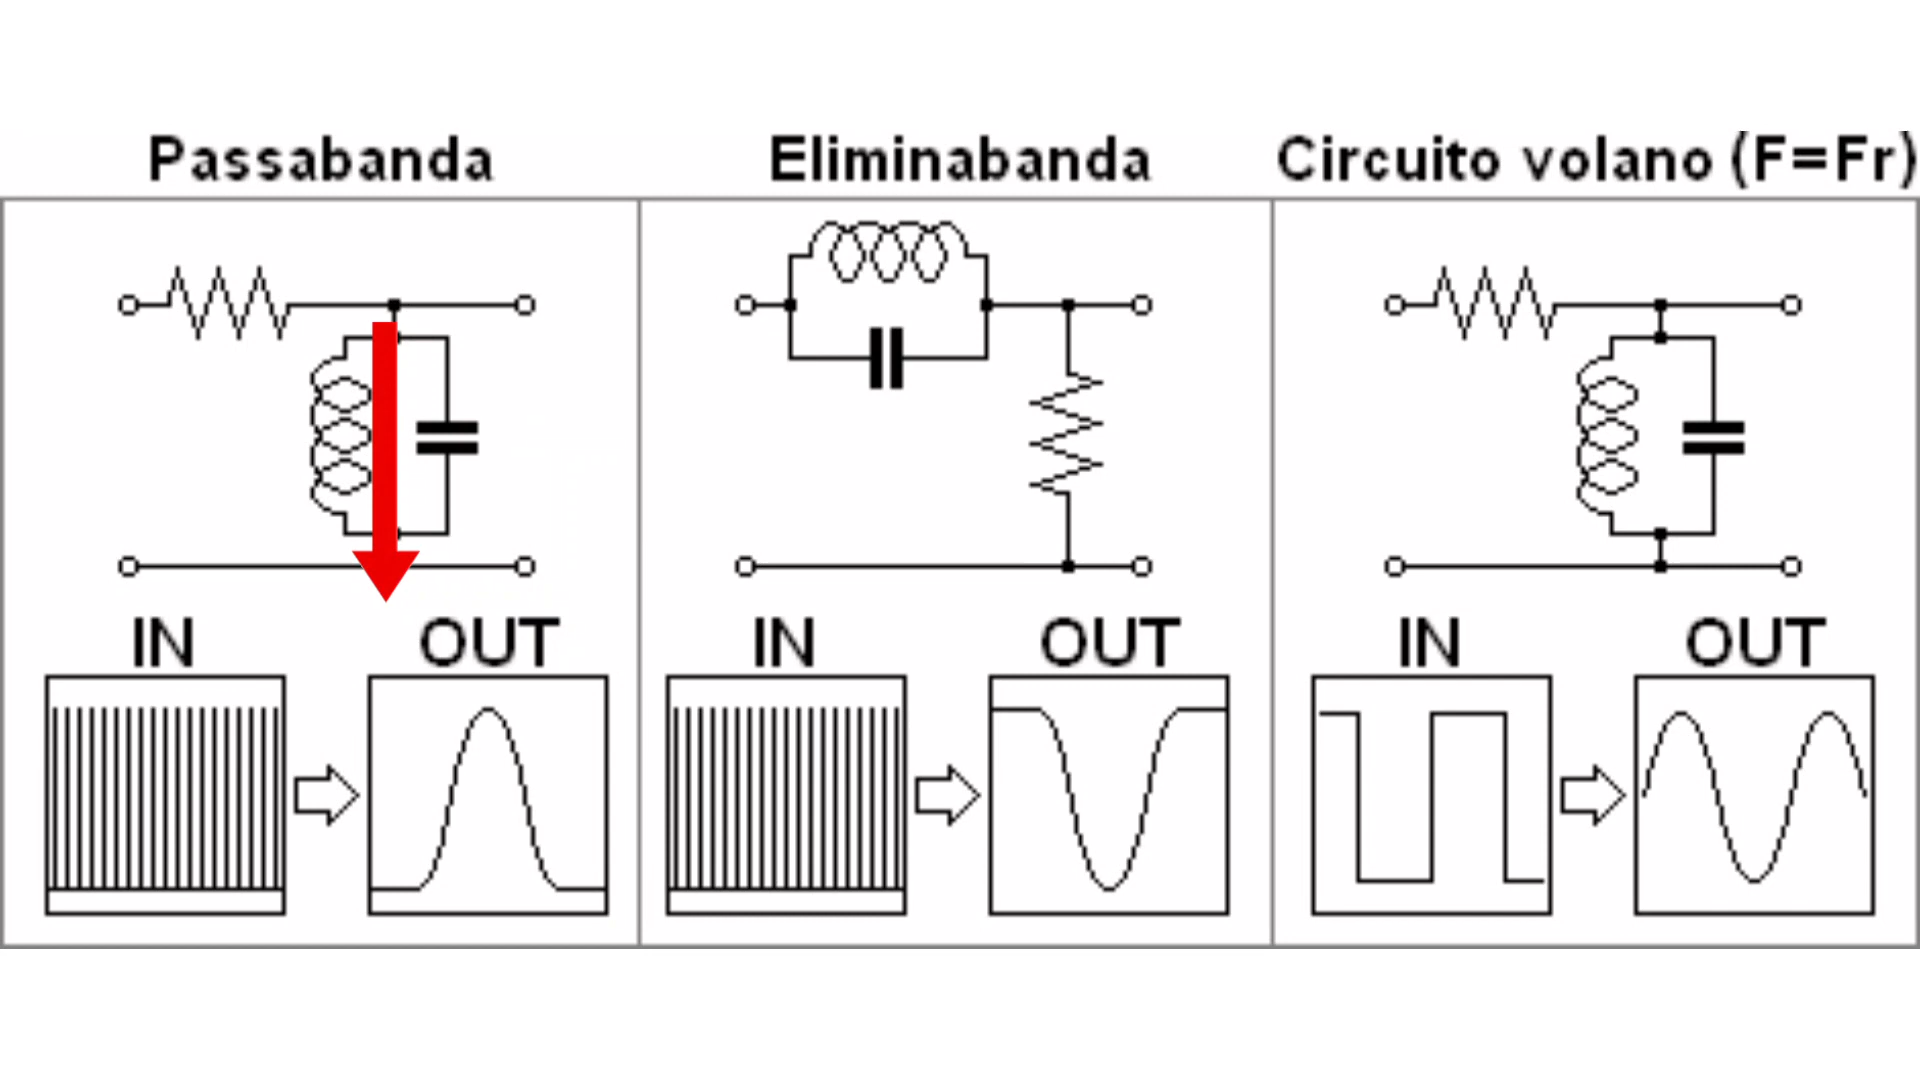 Passabanda
Eliminabanda
Circuito volano (F=Fr)
IN
OUT
IN
OUT
IN
OUT